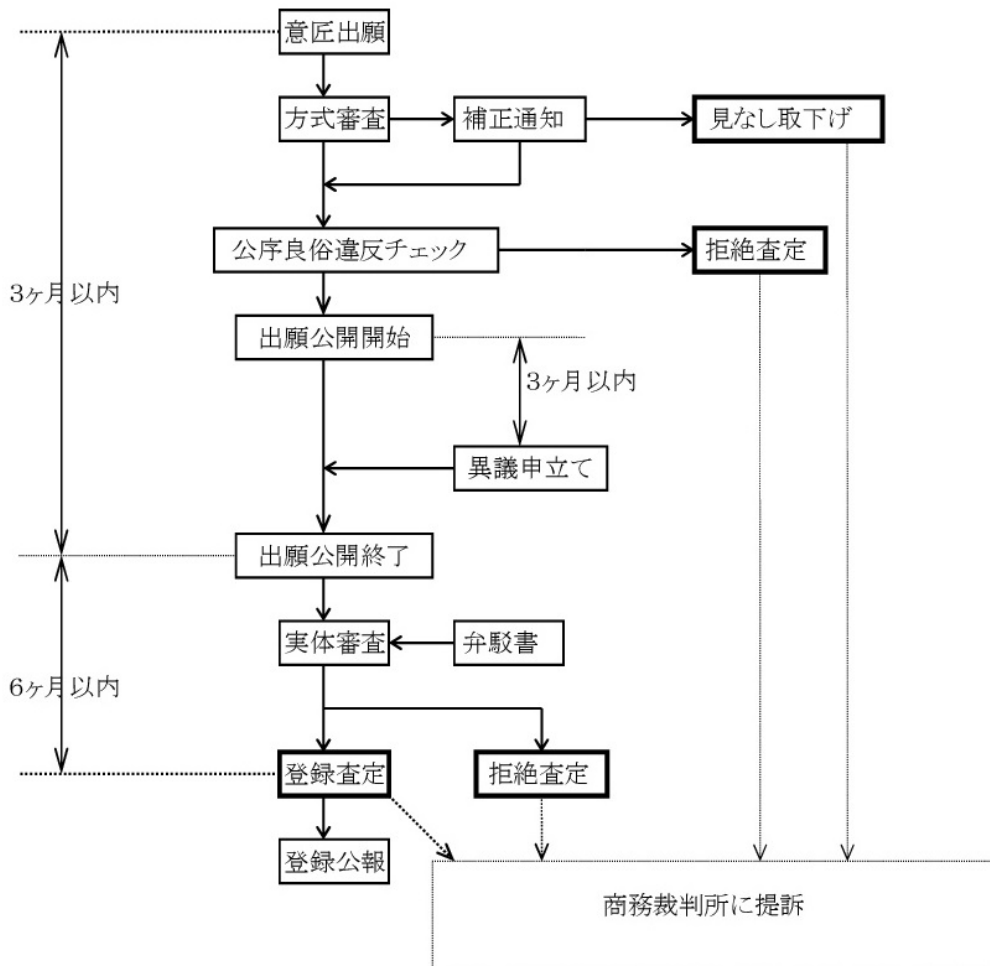 意匠出願
方式審査
補正通知
見なし取下げ
公序良俗違反チェック
拒絶査定
3ヶ月以内
出願公開開始
3ヶ月以内
異議申立て
出願公開終了
実体審査
弁駁書
6ヶ月以内
登録査定
拒絶査定
登録公報
商務裁判所に提訴